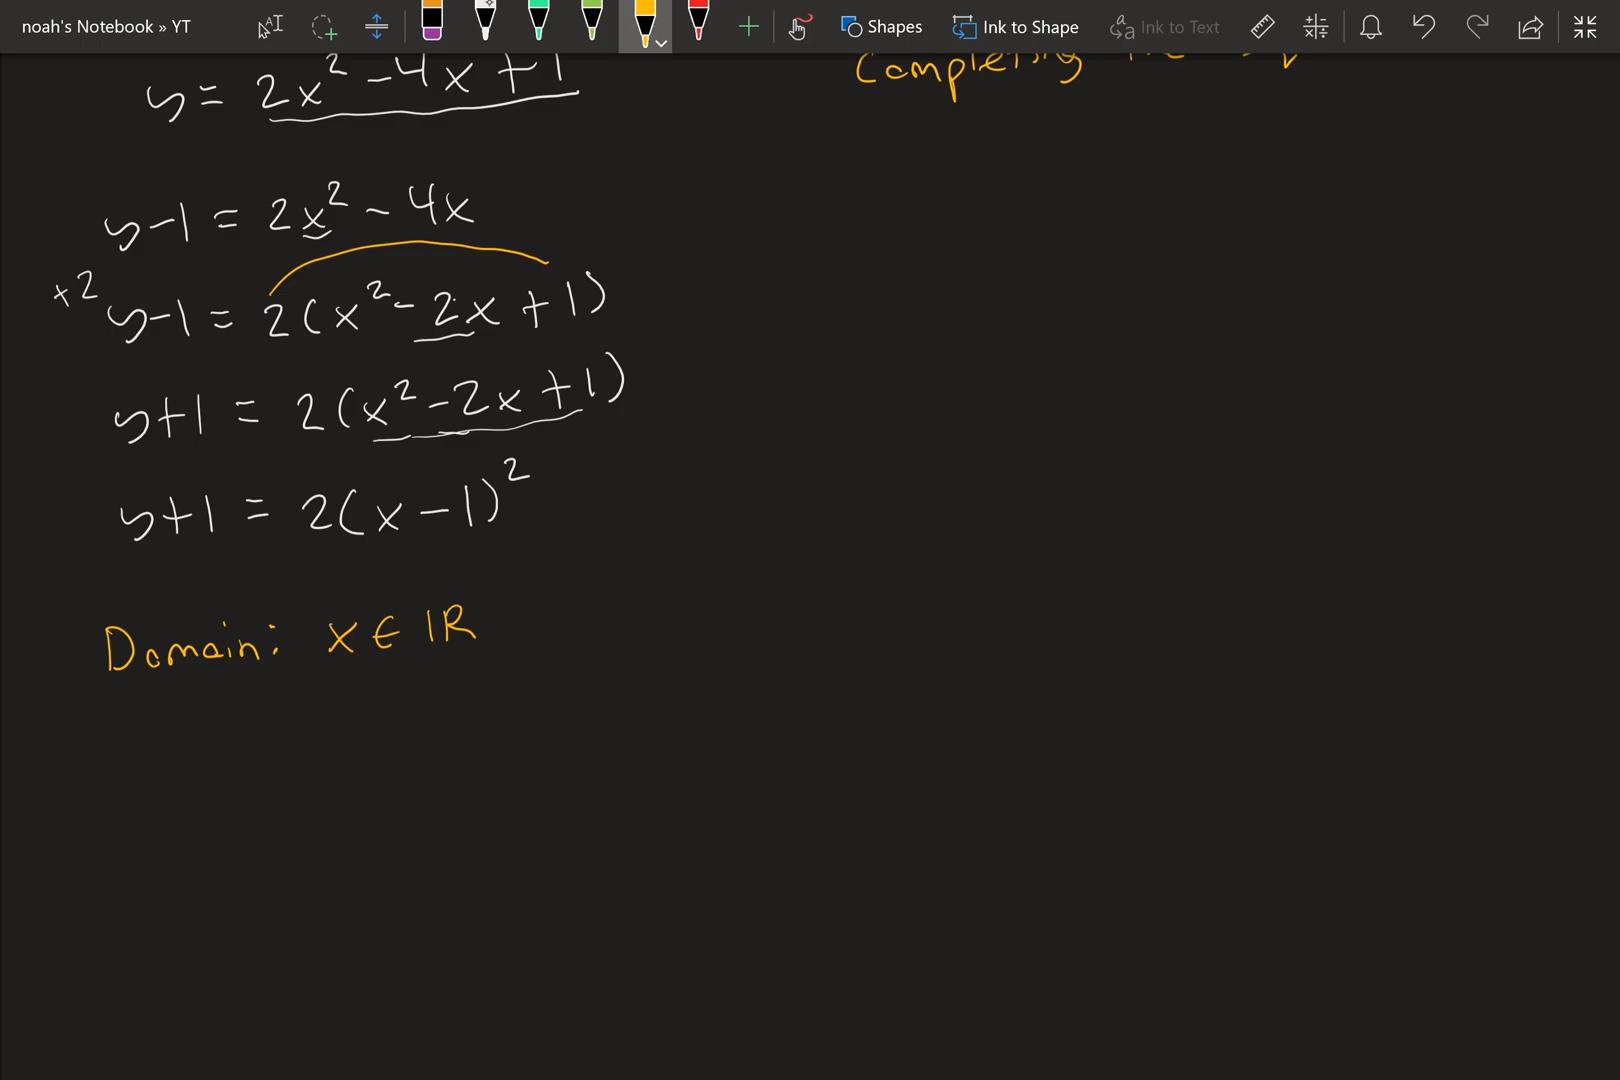 noah's Notebook » YT
Shapes
Ink to Shape
Ink to Text
Completing
y = 2x² - 4x + 1
y-1 = 2x² - 4x
+2 y-1 = 2(x² - 2x + 1)
y+1 = 2(x² - 2x + 1)
y+1 = 2(x - 1)²
Domain: x ∈ ℝ